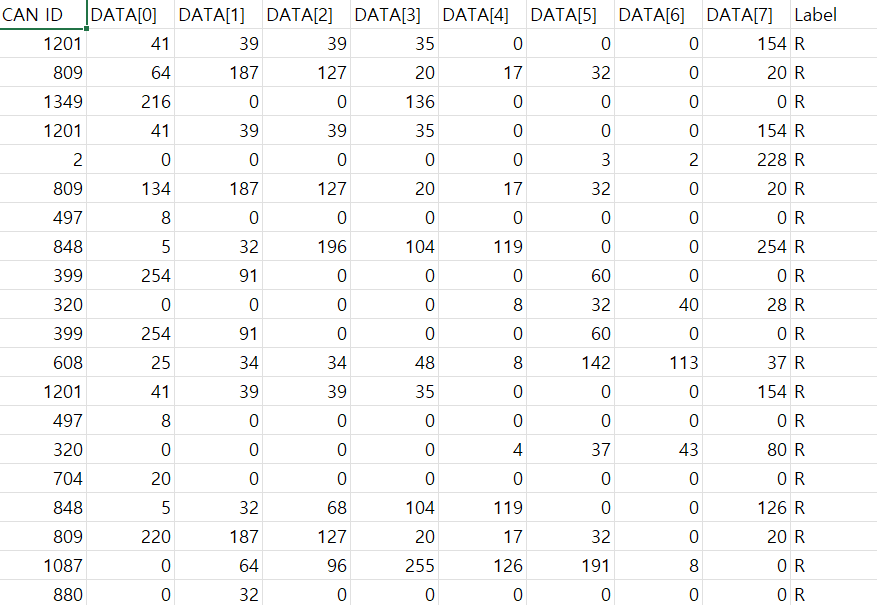 CAN ID DATA[0] DATA[1] DATA[2] DATA[3] DATA[4] DATA[5] DATA[6] DATA[7] Label
1201 41 39 39 35 0 0 0 154 R
809 64 187 127 20 17 32 0 20 R
1349 216 0 0 136 0 0 0 0 R
1201 41 39 39 35 0 0 0 154 R
2 0 0 0 0 0 3 2 228 R
809 134 187 127 20 17 32 0 20 R
497 8 0 0 0 0 0 0 0 R
848 5 32 196 104 119 0 0 254 R
399 254 91 0 0 0 60 0 0 R
320 0 0 0 0 8 32 40 28 R
399 254 91 0 0 0 60 0 0 R
608 25 34 34 48 8 142 113 37 R
1201 41 39 39 35 0 0 0 154 R
497 8 0 0 0 0 0 0 0 R
320 0 0 0 0 4 37 43 80 R
704 20 0 0 0 0 0 0 0 R
848 5 32 68 104 119 0 0 126 R
809 220 187 127 20 17 32 0 20 R
1087 0 64 96 255 126 191 8 0 R
880 0 32 0 0 0 0 0 0 R